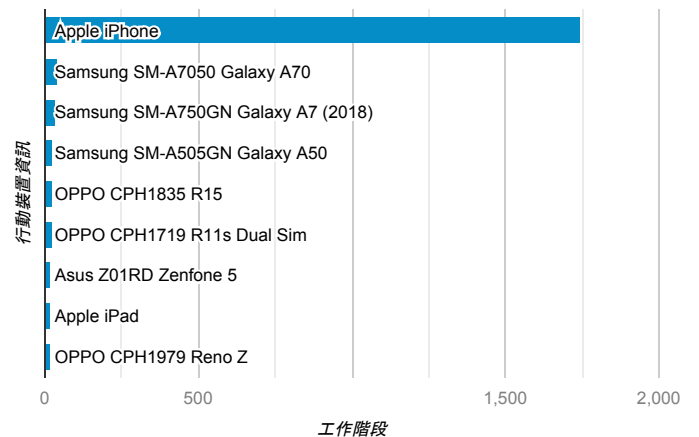 Apple iPhone
Samsung SM-A7050 Galaxy A70
Samsung SM-A750GN Galaxy A7 (2018)
Samsung SM-A505GN Galaxy A50
OPPO CPH1835 R15
OPPO CPH1719 R11s Dual Sim
Asus Z01RD Zenfone 5
Apple iPad
OPPO CPH1979 Reno Z
行動裝置資訊
0 500 1,500 2,000
工作階段